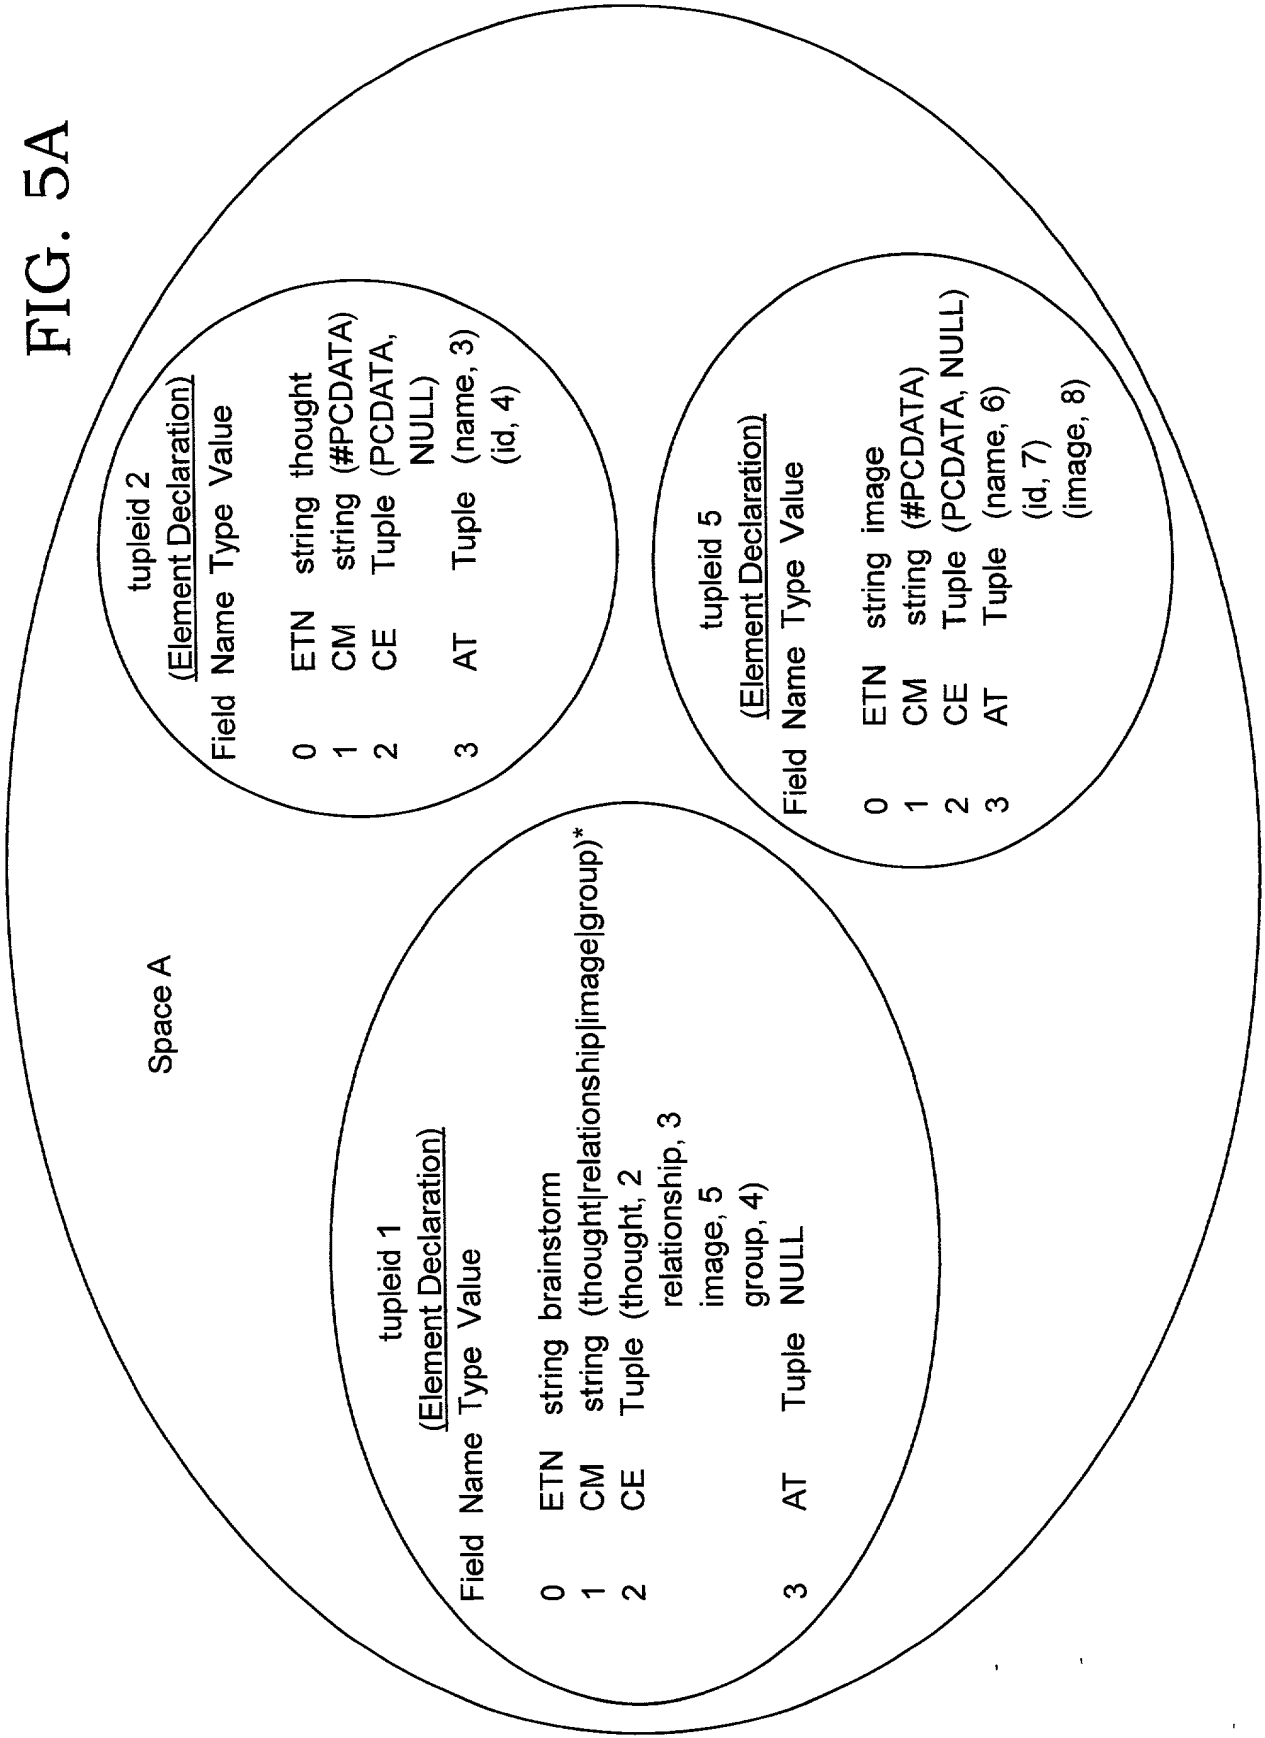 FIG. 5A
Space A
tupleid 1
(Element Declaration)
Field Name Type Value
0 ETN string brainstorm
1 CM string (thought|relationship|image|group)*
2 CE Tuple (thought, 2
relationship, 3
image, 5
group, 4)
3 AT Tuple NULL
tupleid 2
(Element Declaration)
Field Name Type Value
0 ETN string thought
1 CM string (#PCDATA)
2 CE Tuple (PCDATA,
NULL)
3 AT Tuple (name, 3)
(id, 4)
tupleid 5
(Element Declaration)
Field Name Type Value
0 ETN string image
1 CM string (#PCDATA)
2 CE Tuple (PCDATA, NULL)
3 AT Tuple (name, 6)
(id, 7)
(image, 8)